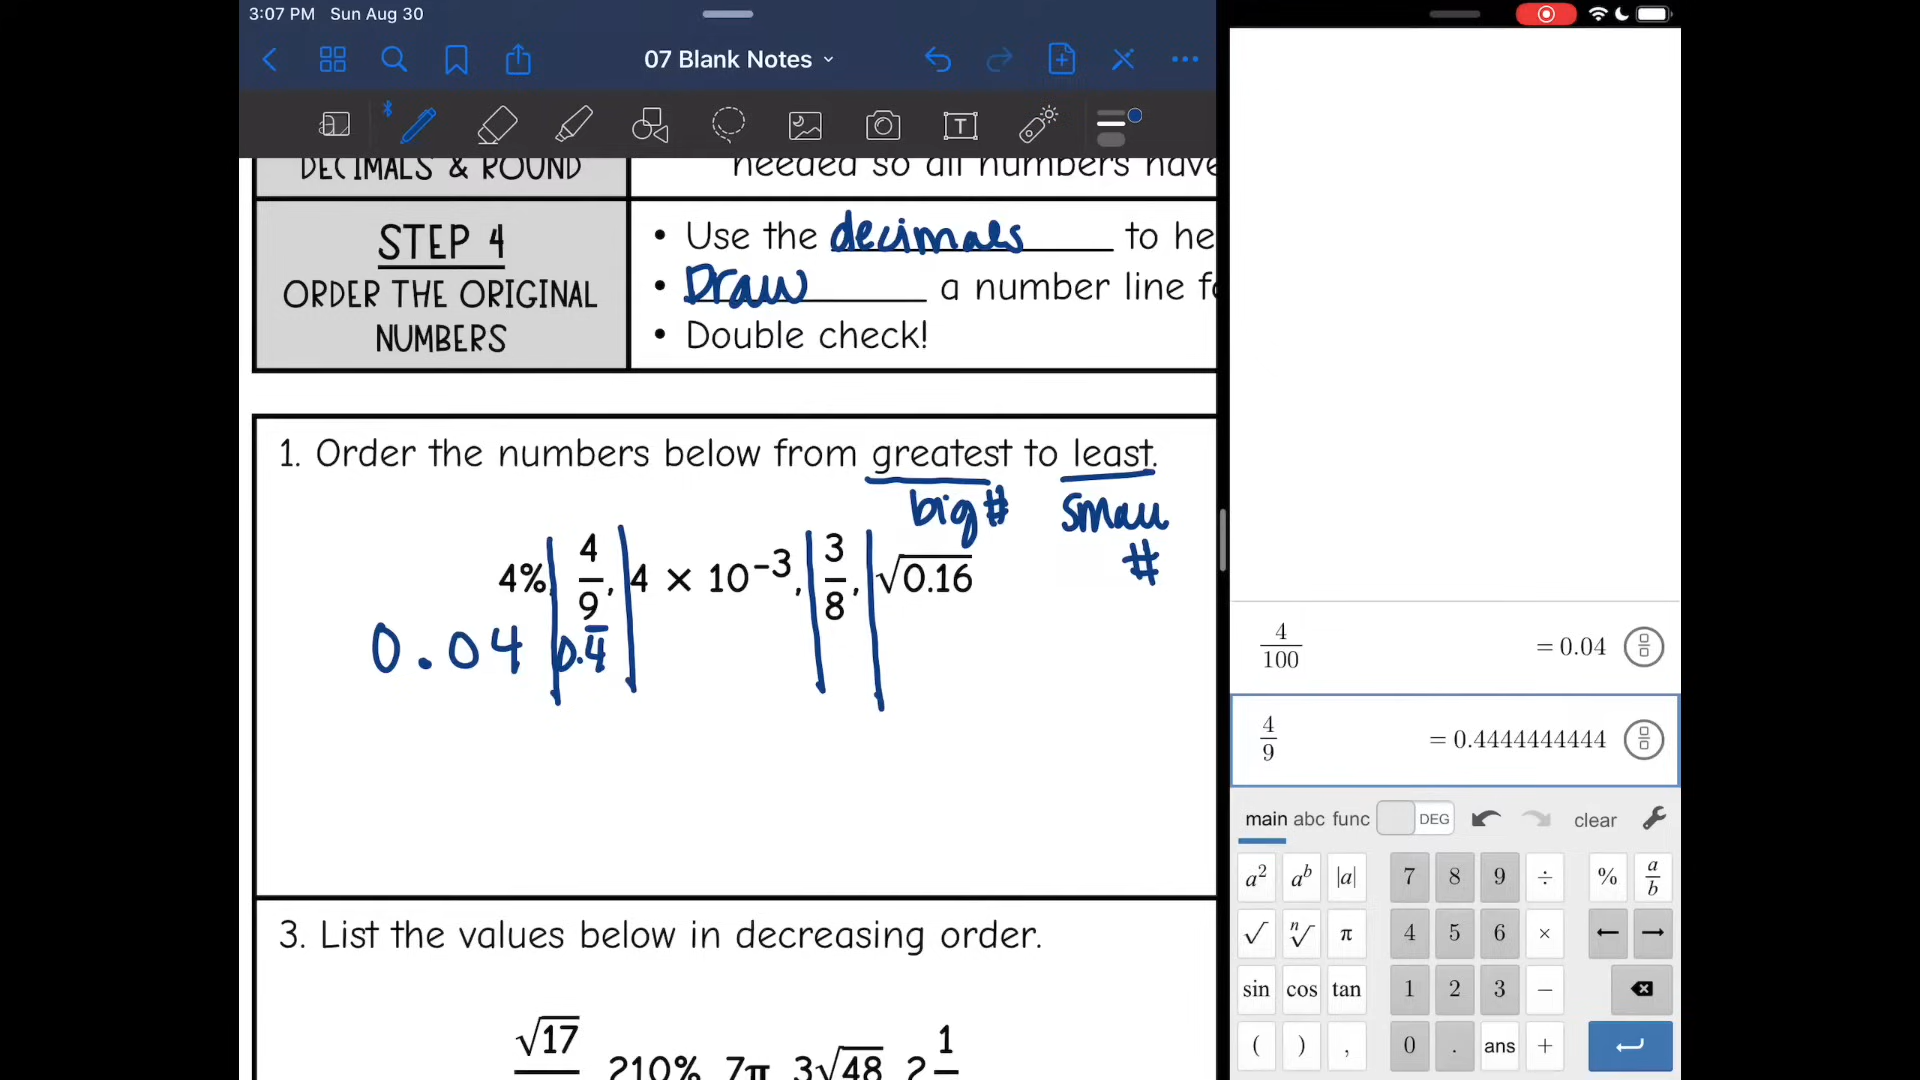 3:07 PM Sun Aug 30
07 Blank Notes
DECIMALS & ROUND
needed so all numbers have
STEP 4
ORDER THE ORIGINAL
NUMBERS
• Use the decimals to he
• Draw a number line fo
• Double check!
1. Order the numbers below from greatest to least.
big # small #
4%, 4/9, 4 × 10⁻³, 3/8, √0.16
0.04 0.4̅
3. List the values below in decreasing order.
√17 210% 7π 3√48 2 1
4/100 = 0.04
4/9 = 0.4444444444
main abc func DEG clear
a² aᵇ |a| 7 8 9 ÷ % a/b
√ ⁿ√ π 4 5 6 × ← →
sin cos tan 1 2 3 −
( ) , 0 . ans +